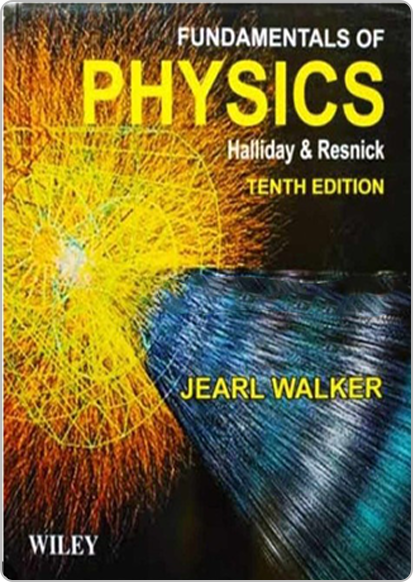 FUNDAMENTALS OF
PHYSICS
Halliday & Resnick
TENTH EDITION
JEARL WALKER
WILEY